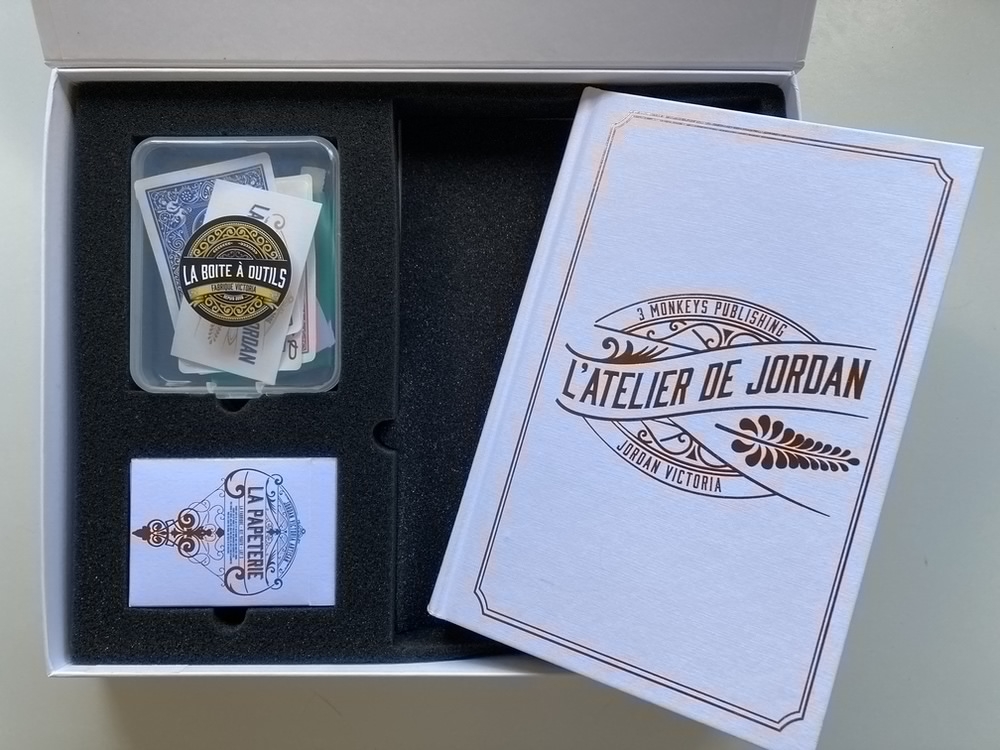 LA BOITE À OUTILS
FABRIQUE VICTORIA
JORDAN
LA PAPETERIE
3 MONKEYS PUBLISHING
L'ATELIER DE JORDAN
JORDAN VICTORIA